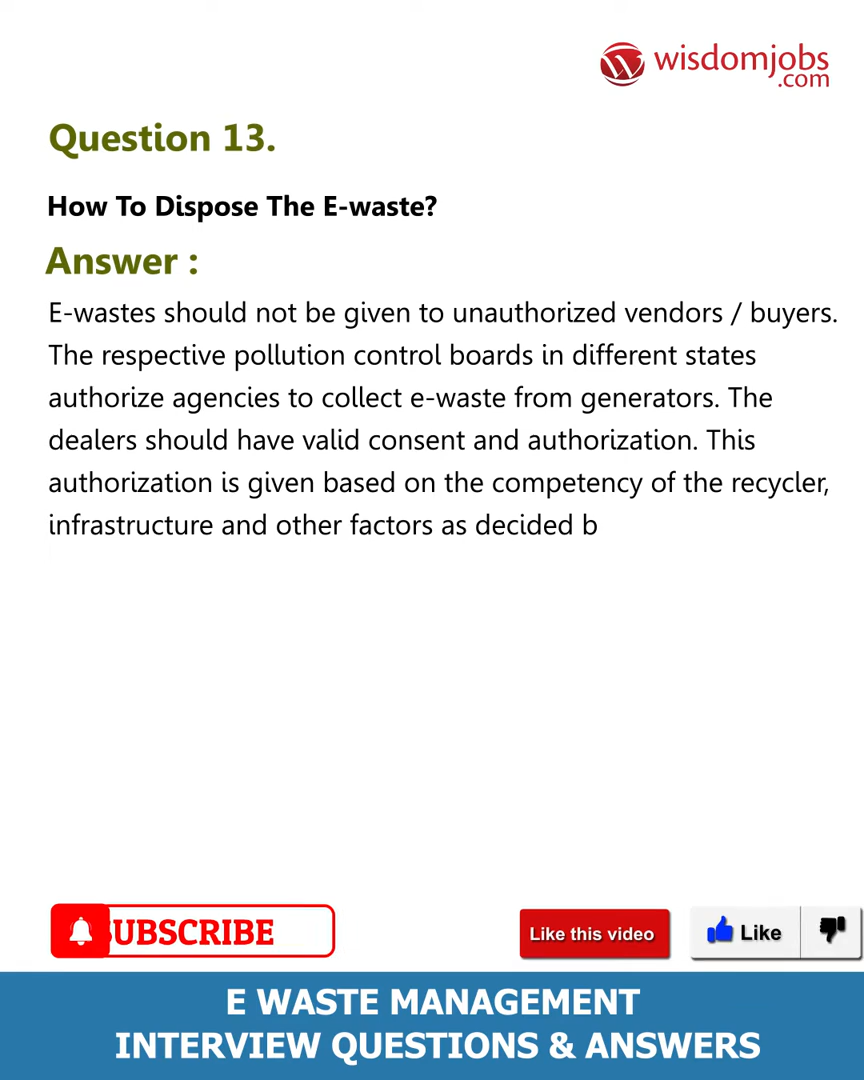 wisdomjobs
.com
Question 13.
How To Dispose The E-waste?
Answer :
E-wastes should not be given to unauthorized vendors / buyers.
The respective pollution control boards in different states
authorize agencies to collect e-waste from generators. The
dealers should have valid consent and authorization. This
authorization is given based on the competency of the recycler,
infrastructure and other factors as decided b
SUBSCRIBE
Like this video
Like
E WASTE MANAGEMENT
INTERVIEW QUESTIONS & ANSWERS